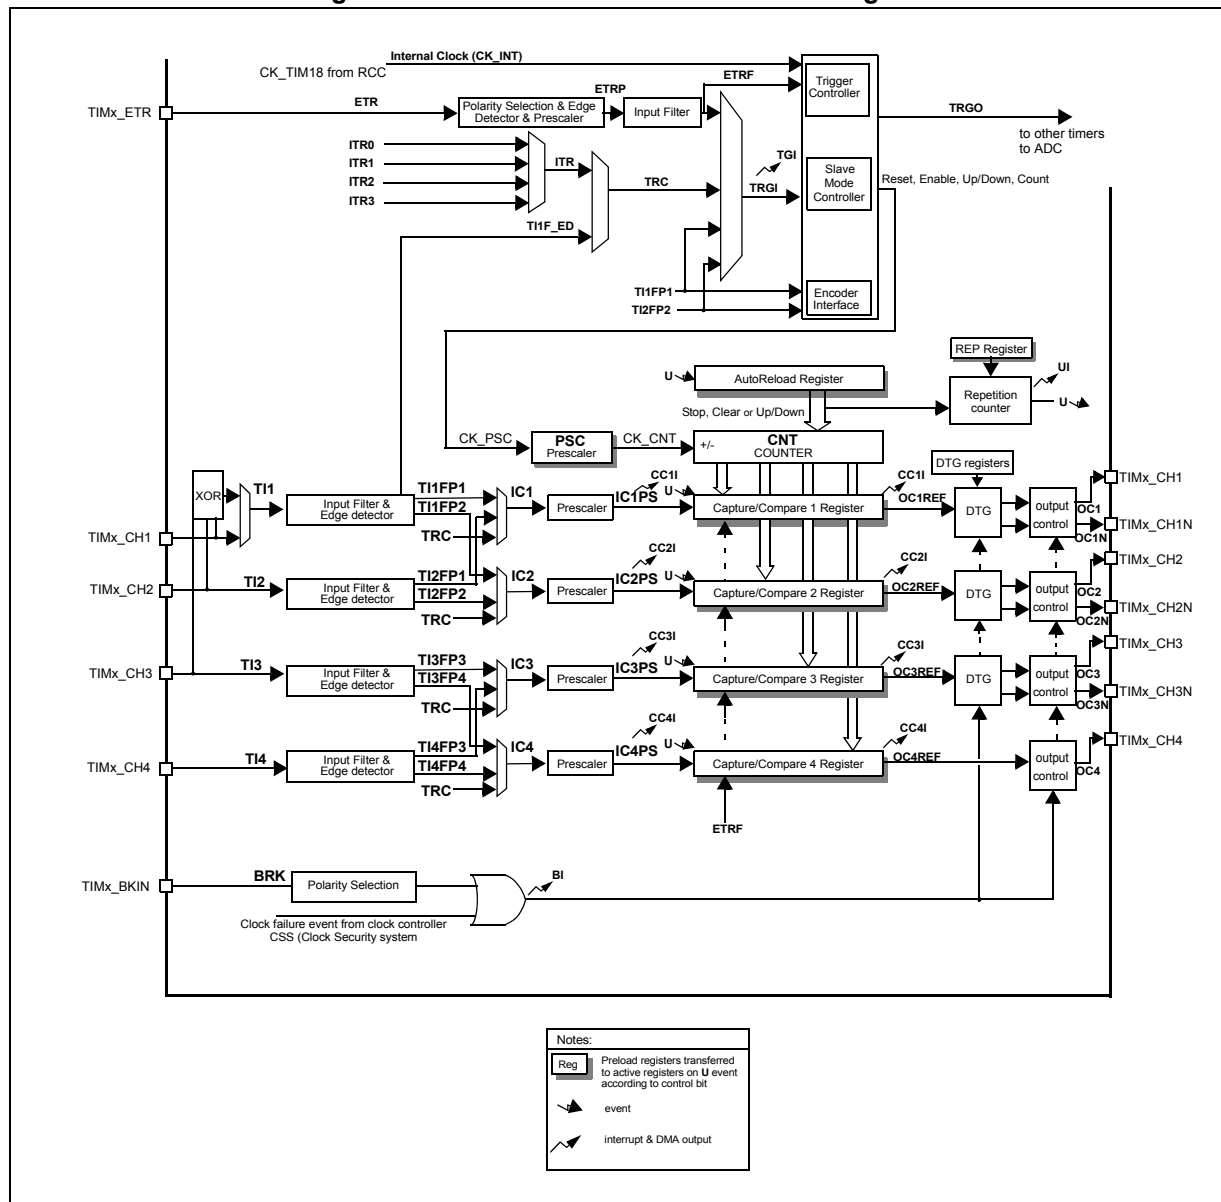 Internal Clock (CK_INT)
CK_TIM18 from RCC
ETRF
Trigger
Controller
ETRP
TIMx_ETR
ETR
Polarity Selection & Edge
Detector & Prescaler
Input Filter
TRGO
to other timers
to ADC
ITR0
ITR1
ITR2
ITR3
ITR
TRC
TGI
TRGI
Slave
Mode
Controller
Reset, Enable, Up/Down, Count
TI1F_ED
TI1FP1
TI2FP2
Encoder
Interface
REP Register
U
AutoReload Register
UI
Repetition
counter
U
Stop, Clear or Up/Down
CK_PSC
PSC
Prescaler
CK_CNT
+/-
CNT
COUNTER
DTG registers
XOR
TI1
Input Filter &
Edge detector
TI1FP1
TI1FP2
TRC
IC1
Prescaler
IC1PS
CC1I
U
Capture/Compare 1 Register
CC1I
OC1REF
DTG
output
control
OC1
OC1N
TIMx_CH1
TIMx_CH1N
TIMx_CH1
TIMx_CH2
TI2
Input Filter &
Edge detector
TI2FP1
TI2FP2
TRC
IC2
Prescaler
IC2PS
CC2I
U
Capture/Compare 2 Register
CC2I
OC2REF
DTG
output
control
OC2
OC2N
TIMx_CH2
TIMx_CH2N
TIMx_CH3
TI3
Input Filter &
Edge detector
TI3FP3
TI3FP4
TRC
IC3
Prescaler
IC3PS
CC3I
U
Capture/Compare 3 Register
CC3I
OC3REF
DTG
output
control
OC3
OC3N
TIMx_CH3
TIMx_CH3N
TIMx_CH4
TI4
Input Filter &
Edge detector
TI4FP3
TI4FP4
TRC
IC4
Prescaler
IC4PS
CC4I
U
Capture/Compare 4 Register
CC4I
OC4REF
output
control
OC4
TIMx_CH4
ETRF
TIMx_BKIN
BRK
Polarity Selection
BI
Clock failure event from clock controller
CSS (Clock Security system
Notes:
Reg
Preload registers transferred
to active registers on U event
according to control bit
event
interrupt & DMA output